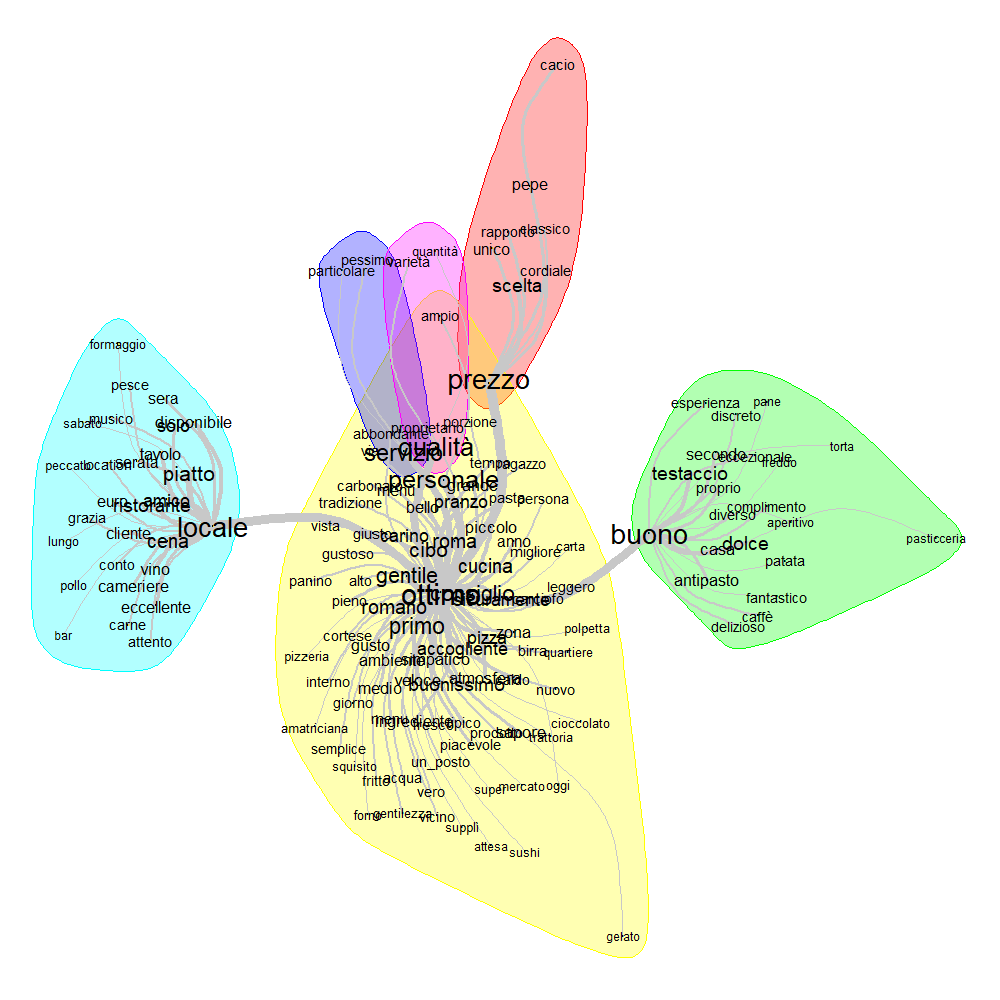 cacio
pepe
rapporto
classico
unico
cordiale
scelta
prezzo
pessimo
particolare
varietà
quantità
ampio
proprietario
porzione
abbondante
servizio
qualità
personale
formaggio
pesce
sera
musico
sabato
disponibile
solo
tavolo
serata
location
peccato
piatto
euro
amico
ristorante
grazia
locale
cliente
cena
lungo
conto
vino
pollo
cameriere
eccellente
carne
bar
attento
tempo
ragazzo
carbonara
menù
grande
tradizione
bello
pranzo
pasta
persona
vista
giusto
carino
roma
piccolo
anno
gustoso
cibo
migliore
carta
panino
alto
gentile
cucina
leggero
pieno
ottimo
consiglio
sicuramente
carciofo
romano
primo
cortese
zona
polpetta
gusto
pizza
pizzeria
ambiente
simpatico
accogliente
birra
quartiere
interno
medio
veloce
buonissimo
atmosfera
caldo
nuovo
giorno
amatriciana
menu
ingrediente
fresco
tipico
prodotto
sapore
cioccolato
trattoria
semplice
piacevole
squisito
un_posto
fritto
acqua
vero
super
mercato
oggi
forno
gentilezza
vicino
supplì
attesa
sushi
gelato
esperienza
pane
discreto
secondo
eccezionale
torta
freddo
testaccio
proprio
complimento
diverso
aperitivo
buono
pasticceria
casa
dolce
patata
antipasto
fantastico
caffè
delizioso